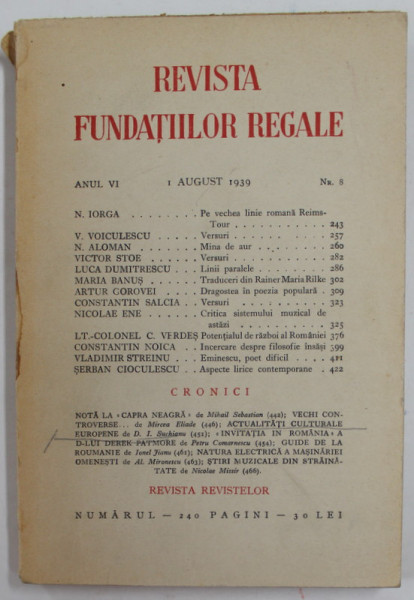 REVISTA
FUNDAȚIILOR REGALE
ANUL VI 1 AUGUST 1939 NR. 8
N. IORGA . . . . . . . . Pe vechea linie romană Reims-
Tour . . . . . . . . . . 243
V. VOICULESCU . . . . . Versuri . . . . . . . . . 257
N. ALOMAN . . . . . . . Mina de aur . . . . . . . 260
VICTOR STOE . . . . . . Versuri . . . . . . . . . 282
LUCA DUMITRESCU . . . Linii paralele . . . . . . . 286
MARIA BANUȘ . . . . . . Traduceri din Rainer Maria Rilke 302
ARTUR GOROVEI . . . . Dragostea în poezia populară . 309
CONSTANTIN SALCIA . . Versuri . . . . . . . . . 323
NICOLAE ENE . . . . . . Critica sistemului muzical de
astăzi . . . . . . . . . . 325
LT.-COLONEL C. VERDEȘ Potențialul de război al României 376
CONSTANTIN NOICA . . Incercare despre filosofie însăși 399
VLADIMIR STREINU . . Eminescu, poet dificil . . . . 411
ȘERBAN CIOCULESCU . . Aspecte lirice contemporane . 422
CRONICI
NOTĂ LA «CAPRA NEAGRĂ» de Mihail Sebastian (442); VECHI CON-
TROVERSE... de Mircea Eliade (446); ACTUALITĂȚI CULTURALE
EUROPENE de D. I. Suchianu (451); «INVITAȚIA IN ROMÂNIA» A
D-LUI DEREK PATMORE de Petru Comarnescu (454); GUIDE DE LA
ROUMANIE de Ionel Jianu (461); NATURA ELECTRICĂ A MAȘINĂRIEI
OMENEȘTI de Al. Mironescu (463); ȘTIRI MUZICALE DIN STRĂINĂ-
TATE de Nicolae Missir (466).
REVISTA REVISTELOR
NUMĂRUL — 240 PAGINI — 30 LEI